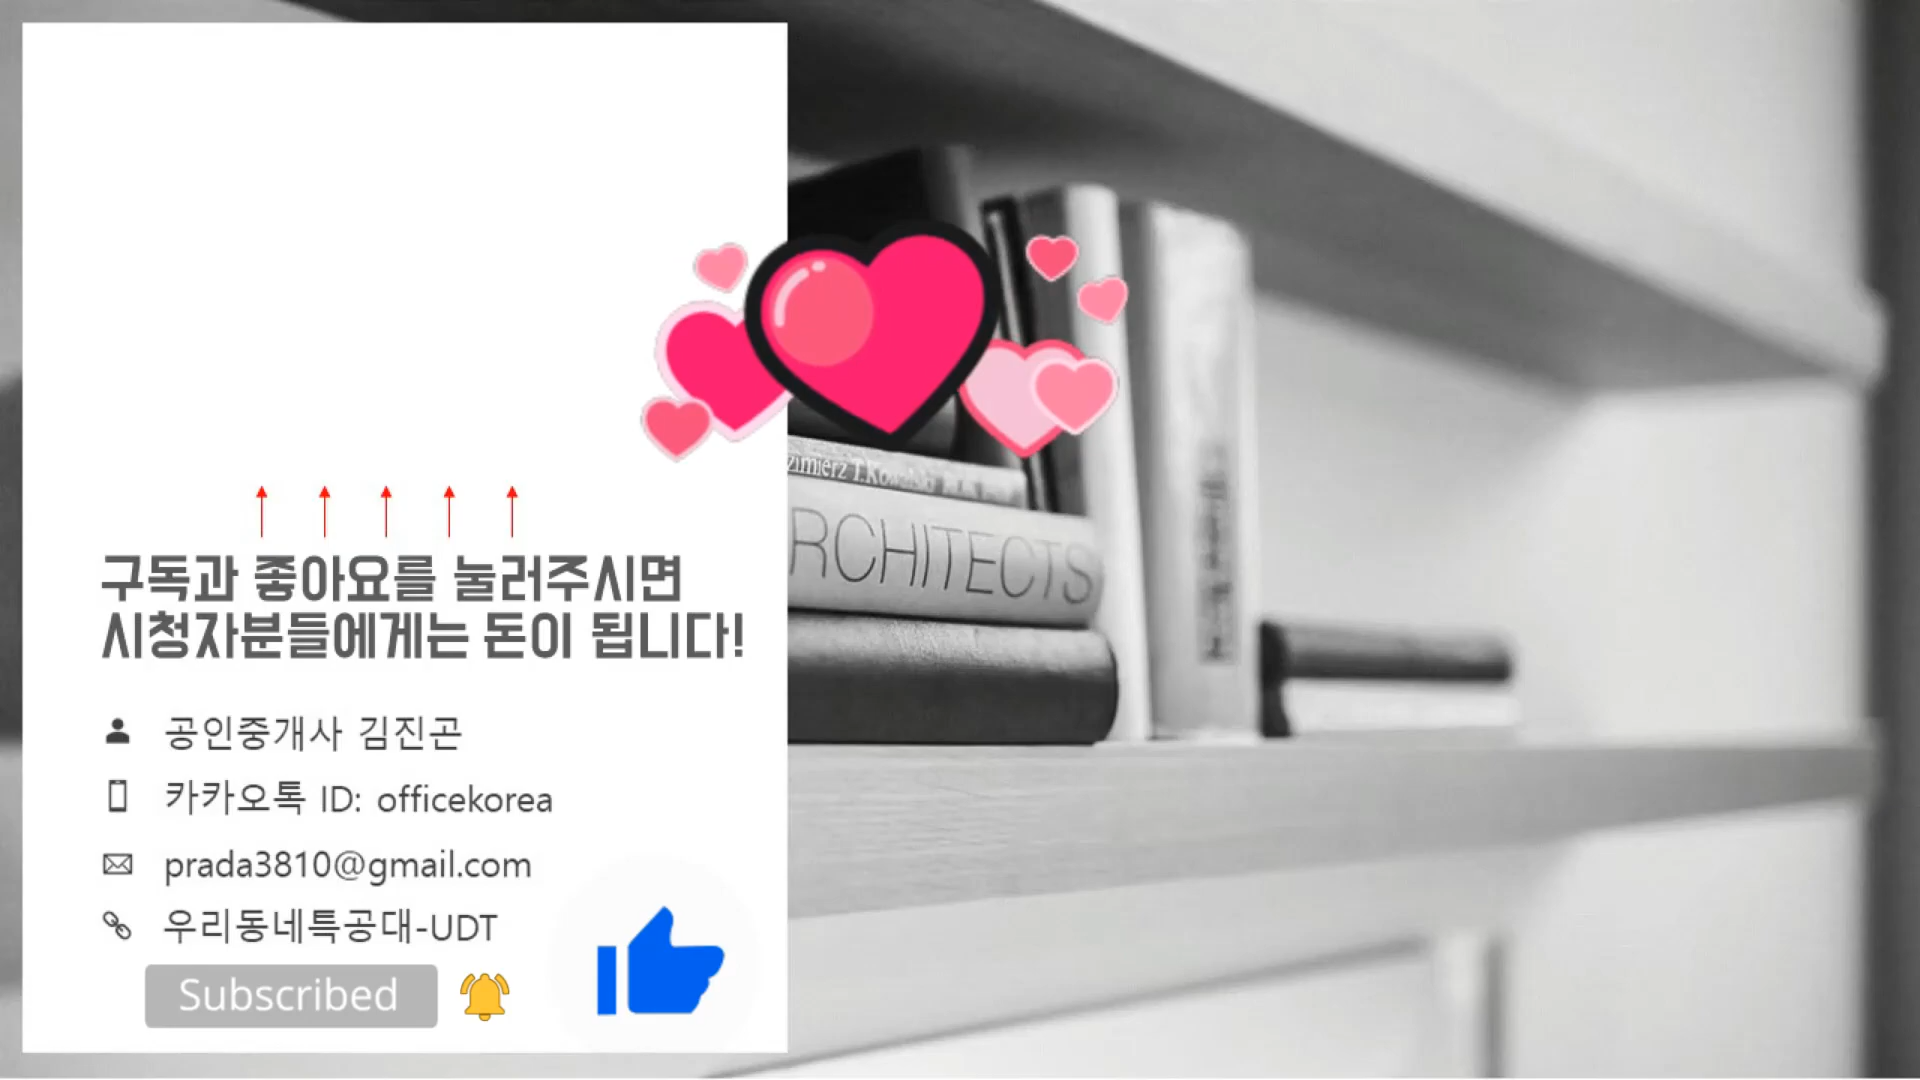 구독과 좋아요를 눌러주시면
시청자분들에게는 돈이 됩니다!
공인중개사 김진곤
카카오톡 ID: officekorea
prada3810@gmail.com
우리동네특공대-UDT
Subscribed
zimierz T.Kowalski
RCHITECTS